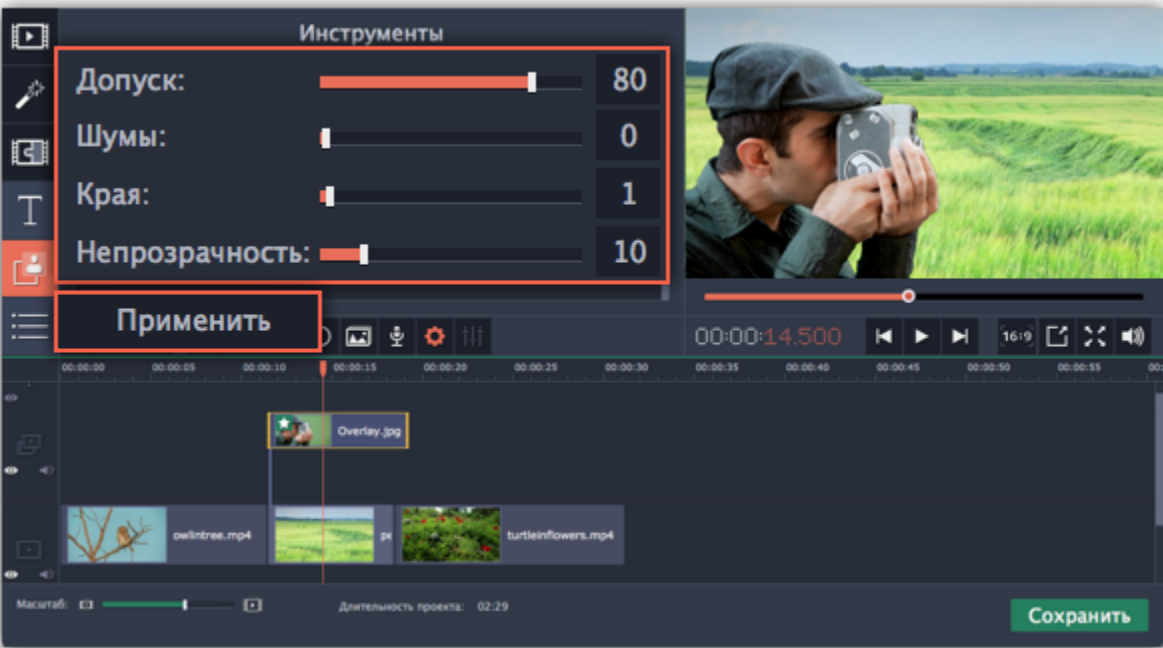 Инструменты
Допуск: 80
Шумы: 0
Края: 1
Непрозрачность: 10
T
Применить
00:00:14.500
16:9
00:00:00 00:00:05 00:00:10 00:00:15 00:00:20 00:00:25 00:00:30 00:00:35 00:00:40 00:00:45 00:00:50 00:00:55 00:
Overlay.jpg
owlintree.mp4 pe turtleinflowers.mp4
Масштаб: Длительность проекта: 02:29
Сохранить